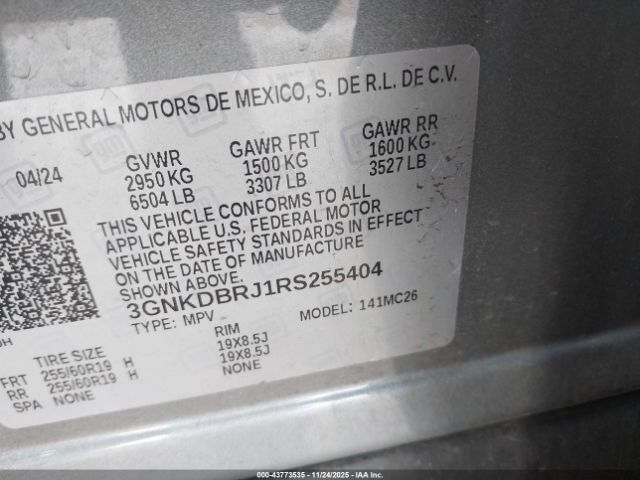 BY GENERAL MOTORS DE MEXICO, S. DE R.L. DE C.V.
04/24 GVWR GAWR FRT GAWR RR
2950 KG 1500 KG 1600 KG
6504 LB 3307 LB 3527 LB
THIS VEHICLE CONFORMS TO ALL
APPLICABLE U.S. FEDERAL MOTOR
VEHICLE SAFETY STANDARDS IN EFFECT
ON THE DATE OF MANUFACTURE
SHOWN ABOVE.
3GNKDBRJ1RS255404
TYPE: MPV MODEL: 141MC26
TIRE SIZE RIM
FRT 255/60R19 H 19X8.5J
RR 255/60R19 H 19X8.5J
SPA NONE NONE
000-43773535 - 11/24/2025 - IAA Inc.